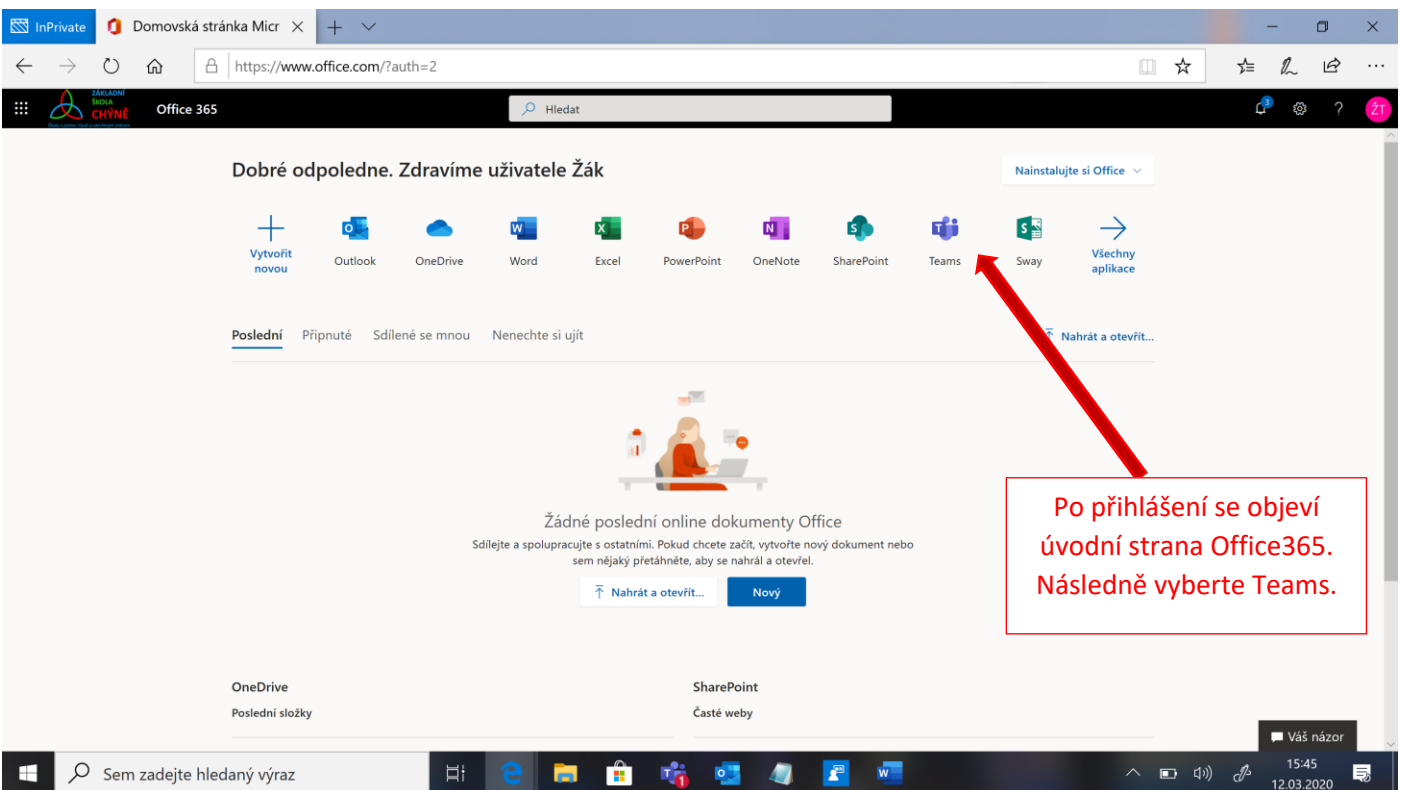 InPrivate
Domovská stránka Micr
https://www.office.com/?auth=2
ZÁKLADNÍ
ŠKOLA
CHÝNĚ
Office 365
Hledat
3
?
ŽT
Dobré odpoledne. Zdravíme uživatele Žák
Nainstalujte si Office
Vytvořit
novou
Outlook
OneDrive
Word
Excel
PowerPoint
OneNote
SharePoint
Teams
Sway
Všechny
aplikace
Poslední Připnuté Sdílené se mnou Nenechte si ujít
Nahrát a otevřít...
Žádné poslední online dokumenty Office
Sdílejte a spolupracujte s ostatními. Pokud chcete začít, vytvořte nový dokument nebo
sem nějaký přetáhněte, aby se nahrál a otevřel.
Nahrát a otevřít...
Nový
Po přihlášení se objeví
úvodní strana Office365.
Následně vyberte Teams.
OneDrive
Poslední složky
SharePoint
Časté weby
Váš názor
Sem zadejte hledaný výraz
15:45
12.03.2020